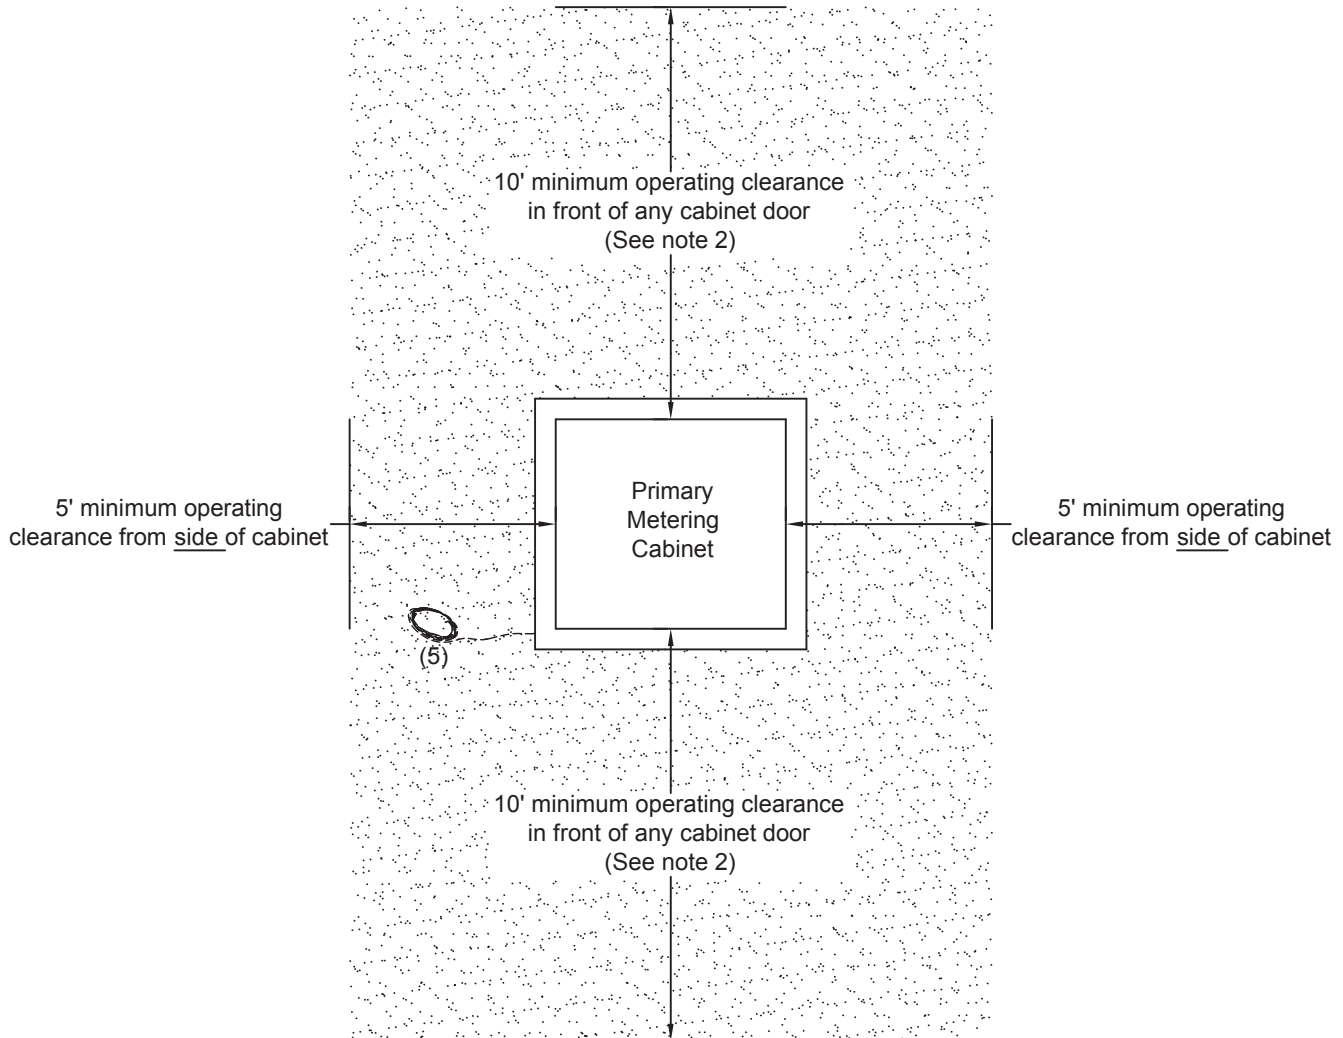 10' minimum operating clearance
in front of any cabinet door
(See note 2)
5' minimum operating
clearance from side of cabinet
Primary
Metering
Cabinet
5' minimum operating
clearance from side of cabinet
(5)
10' minimum operating clearance
in front of any cabinet door
(See note 2)